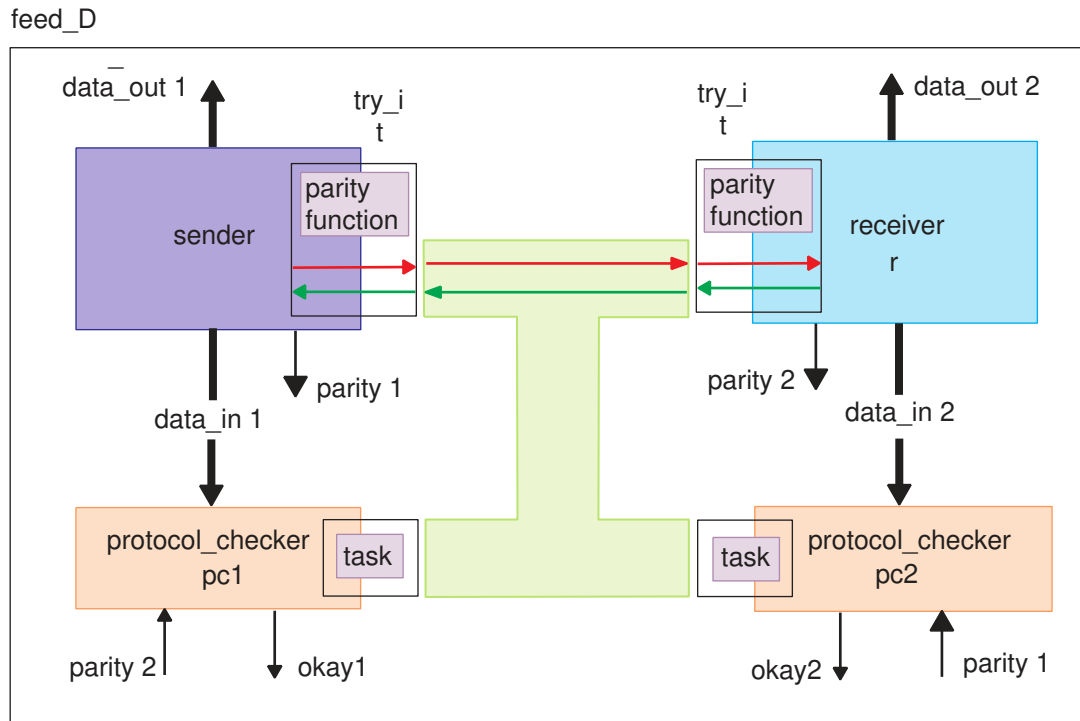 feed_D
_
data_out 1
try_i
t
try_i
t
data_out 2
parity
function
parity
function
sender
receiver
r
parity 1
parity 2
data_in 1
data_in 2
protocol_checker
pc1
task
task
protocol_checker
pc2
parity 2
okay1
okay2
parity 1